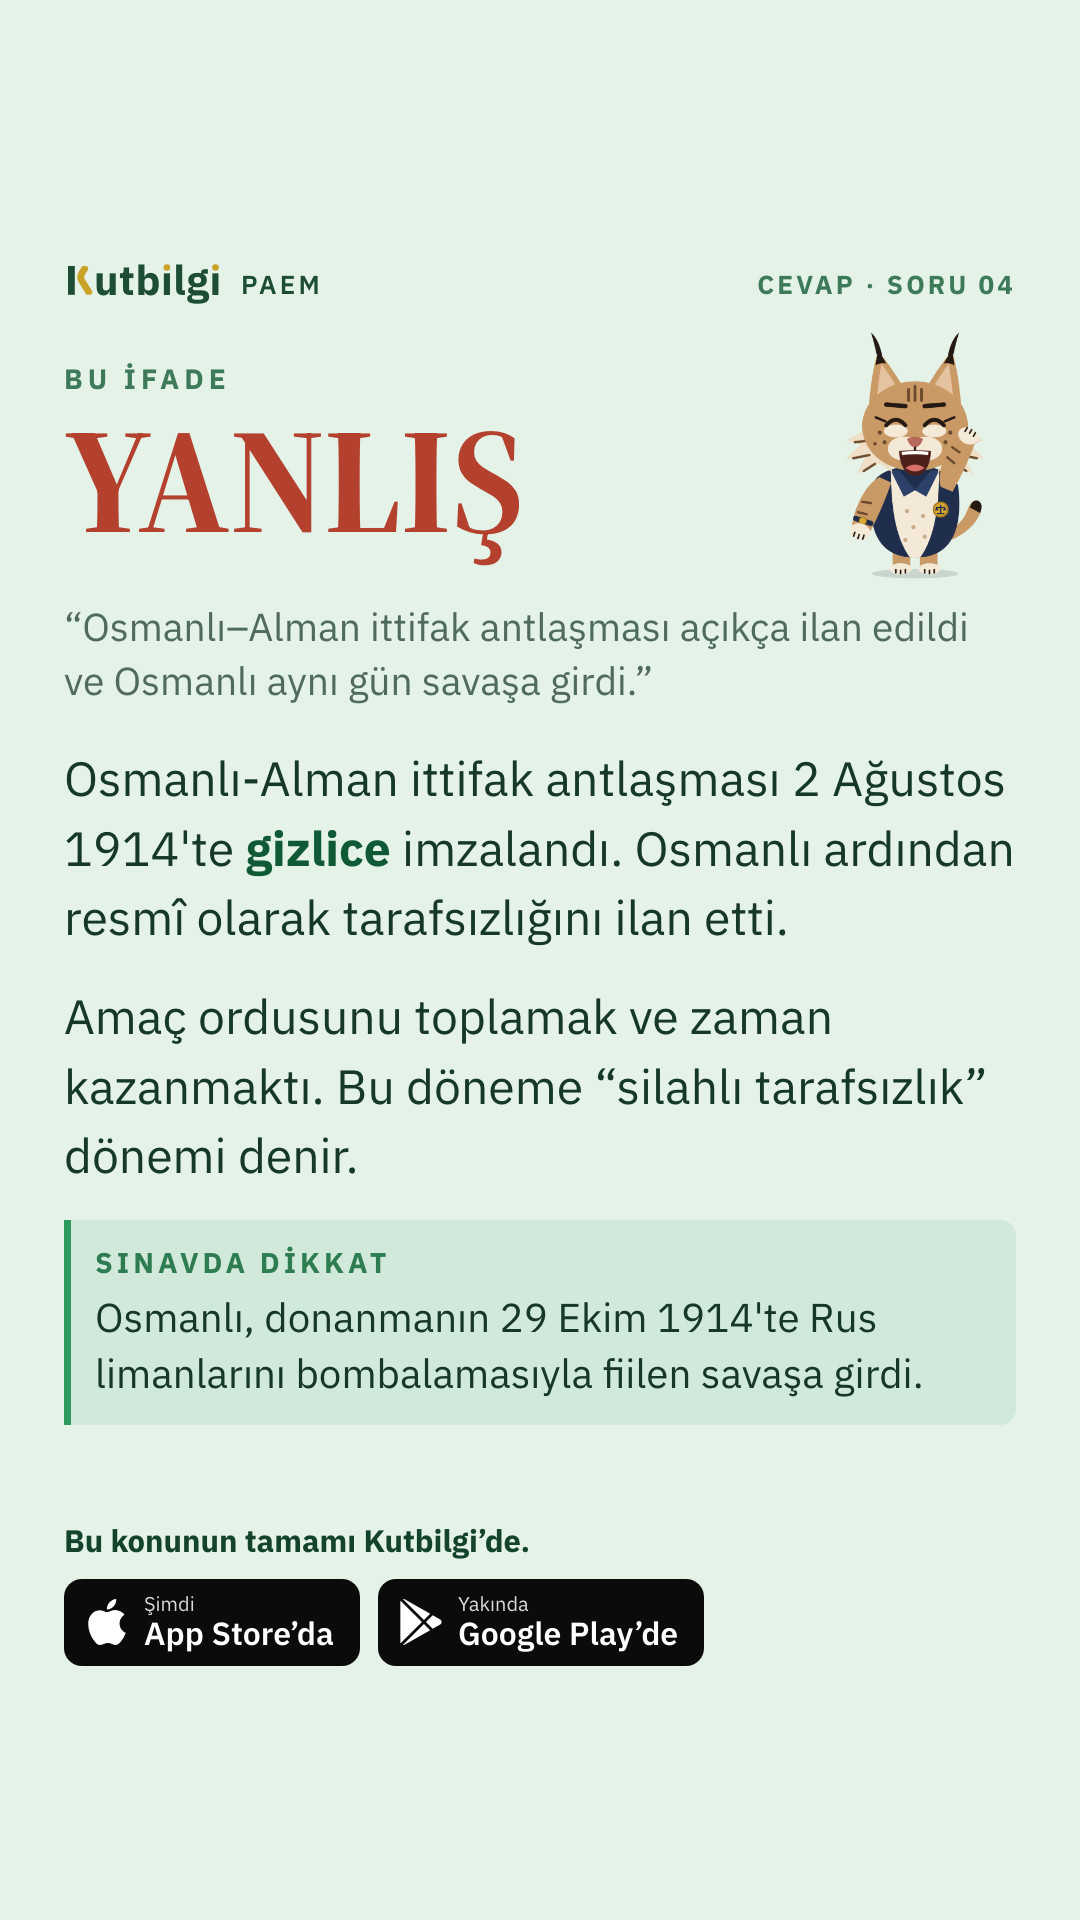 Kutbilgi PAEM
CEVAP · SORU 04
BU İFADE
YANLIŞ
“Osmanlı–Alman ittifak antlaşması açıkça ilan edildi
ve Osmanlı aynı gün savaşa girdi.”
Osmanlı-Alman ittifak antlaşması 2 Ağustos
1914'te gizlice imzalandı. Osmanlı ardından
resmî olarak tarafsızlığını ilan etti.
Amaç ordusunu toplamak ve zaman
kazanmaktı. Bu döneme “silahlı tarafsızlık”
dönemi denir.
SINAVDA DİKKAT
Osmanlı, donanmanın 29 Ekim 1914'te Rus
limanlarını bombalamasıyla fiilen savaşa girdi.
Bu konunun tamamı Kutbilgi’de.
Şimdi
App Store’da
Yakında
Google Play’de